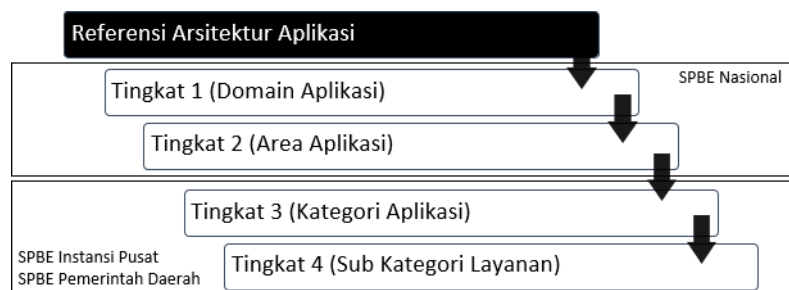 Referensi Arsitektur Aplikasi
SPBE Nasional
Tingkat 1 (Domain Aplikasi)
Tingkat 2 (Area Aplikasi)
Tingkat 3 (Kategori Aplikasi)
SPBE Instansi Pusat
SPBE Pemerintah Daerah
Tingkat 4 (Sub Kategori Layanan)